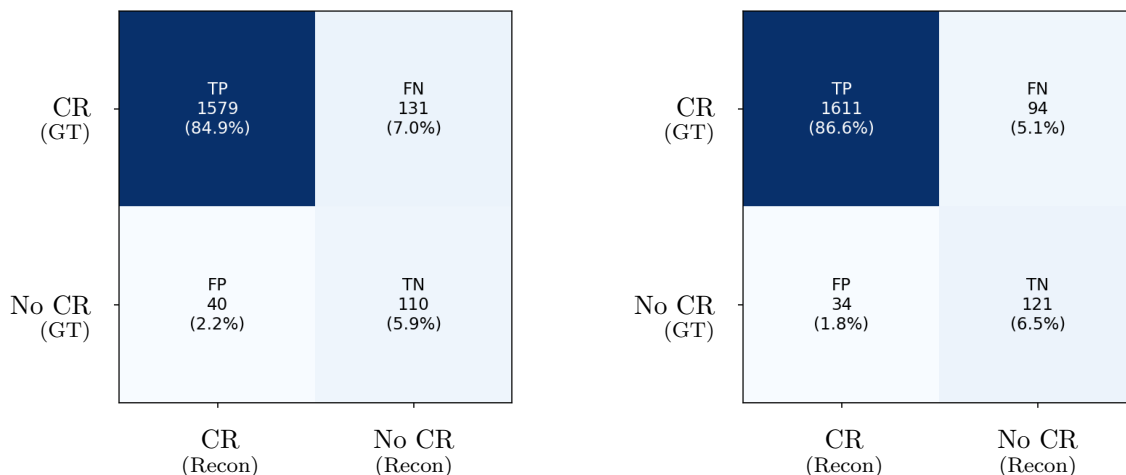 TP
1579
(84.9%)
FN
131
(7.0%)
CR
(GT)
FP
40
(2.2%)
TN
110
(5.9%)
No CR
(GT)
CR
(Recon)
No CR
(Recon)
TP
1611
(86.6%)
FN
94
(5.1%)
CR
(GT)
FP
34
(1.8%)
TN
121
(6.5%)
No CR
(GT)
CR
(Recon)
No CR
(Recon)